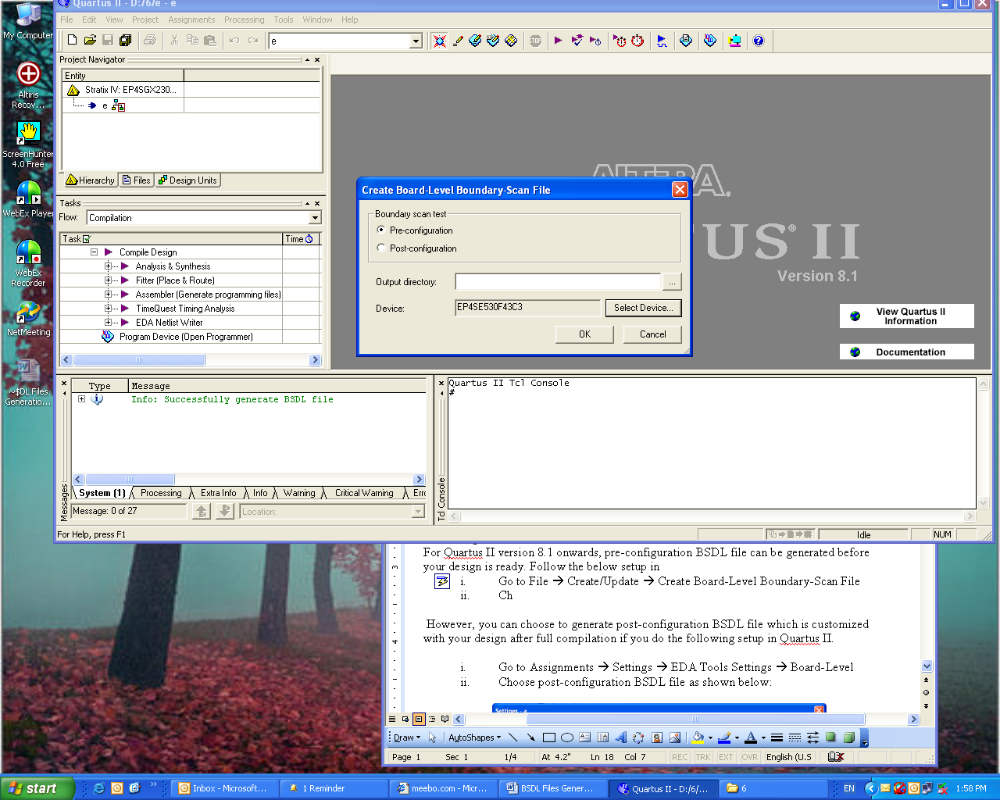 Quartus II - D:/6/e - e
File Edit View Project Assignments Processing Tools Window Help
e
My Computer
Altiris Recov...
ScreenHunter 4.0 Free
WebEx Player
WebEx Recorder
NetMeeting
~$DL Files Generatio...
Project Navigator
Entity
Stratix IV: EP4SGX230...
e
Hierarchy Files Design Units
Tasks
Flow: Compilation
Task Time
Compile Design
Analysis & Synthesis
Fitter (Place & Route)
Assembler (Generate programming files)
TimeQuest Timing Analysis
EDA Netlist Writer
Program Device (Open Programmer)
ALTERA.
US® II
Version 8.1
View Quartus II Information
Documentation
Create Board-Level Boundary-Scan File
Boundary scan test
Pre-configuration
Post-configuration
Output directory: ...
Device: EP4SE530F43C3 Select Device...
OK Cancel
Type Message
Info: Successfully generate BSDL file
System (1) Processing Extra Info Info Warning Critical Warning Erro
Message: 0 of 27 Location:
Messages
Quartus II Tcl Console
#
Tcl Console
For Help, press F1 Idle NUM
For Quartus II version 8.1 onwards, pre-configuration BSDL file can be generated before
your design is ready. Follow the below setup in
i. Go to File → Create/Update → Create Board-Level Boundary-Scan File
ii. Ch
However, you can choose to generate post-configuration BSDL file which is customized
with your design after full compilation if you do the following setup in Quartus II.
i. Go to Assignments → Settings → EDA Tools Settings → Board-Level
ii. Choose post-configuration BSDL file as shown below:
Settings - a
3
4
Draw AutoShapes
Page 1 Sec 1 1/4 At 4.2" Ln 18 Col 7 REC TRK EXT OVR English (U.S
start Inbox - Microsoft... 1 Reminder meebo.com - Micr... BSDL Files Gener... Quartus II - D:/6/... 6 EN 1:58 PM